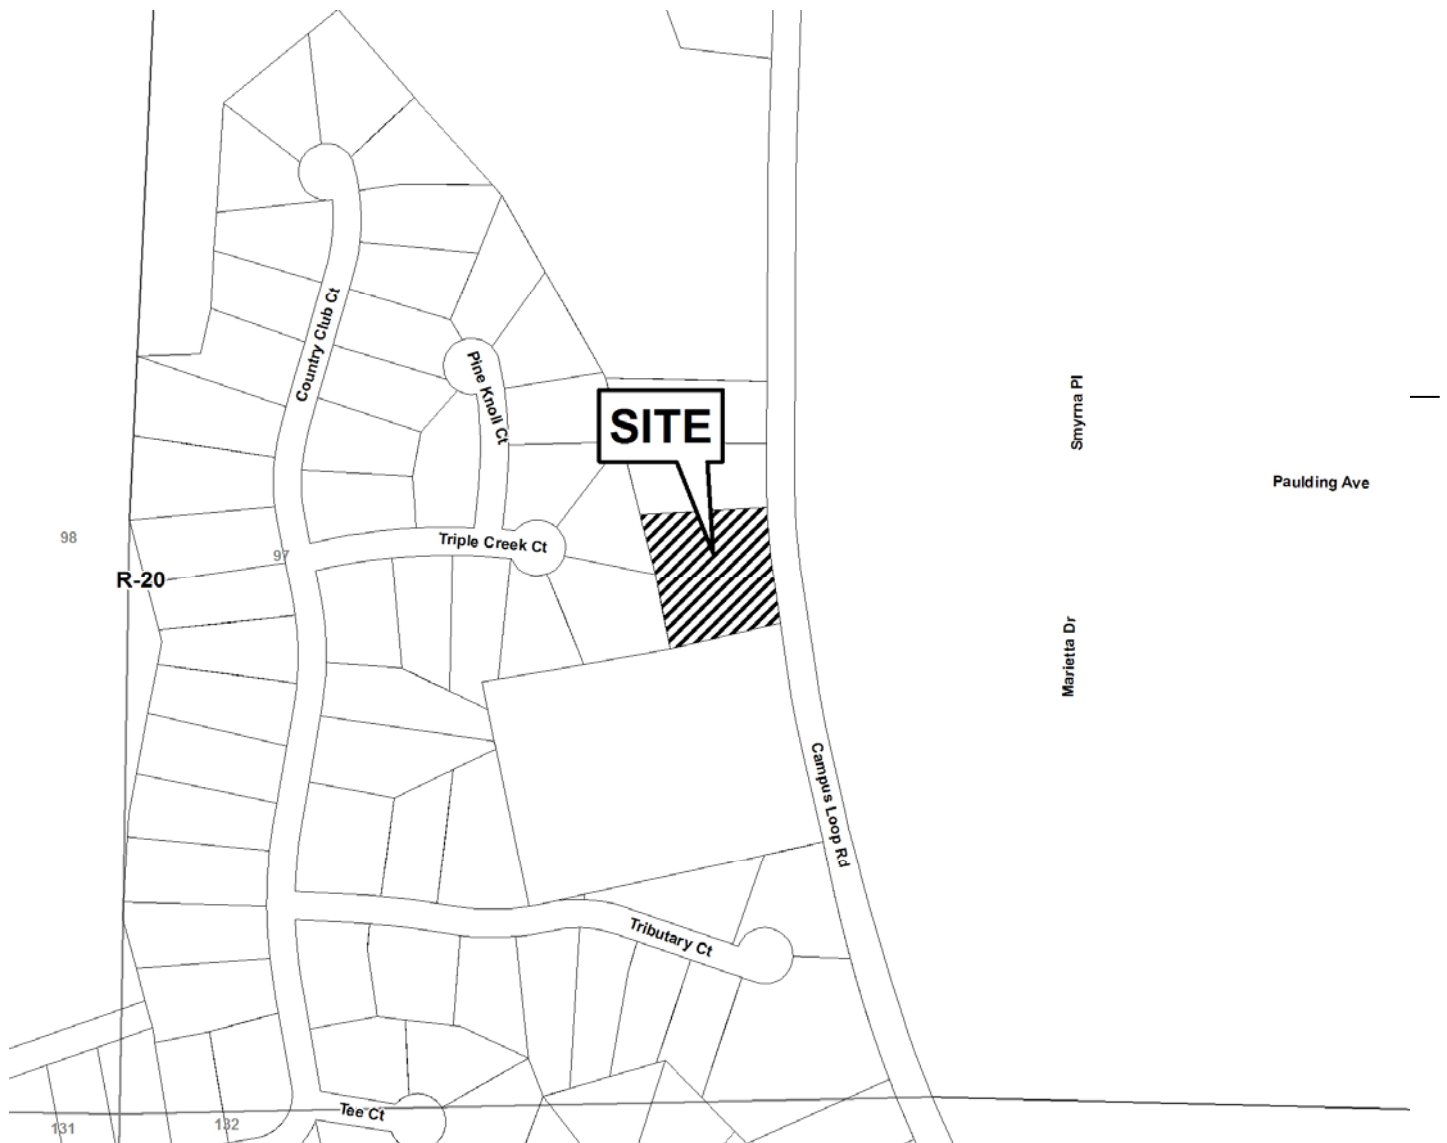 Country Club Ct
Pine Knoll Ct
SITE
Smyrna Pl
Paulding Ave
98
97
Triple Creek Ct
R-20
Marietta Dr
Campus Loop Rd
Tributary Ct
Tee Ct
131
132